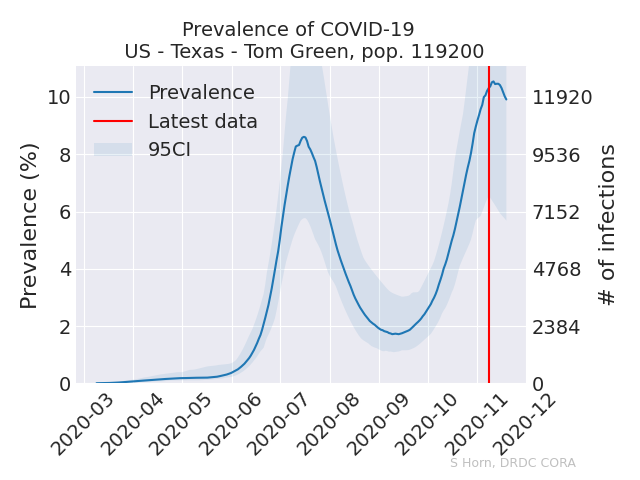 Prevalence of COVID-19
US - Texas - Tom Green, pop. 119200
Prevalence
Latest data
95CI
Prevalence (%)
10
8
6
4
2
0
11920
9536
7152
4768
2384
0
# of infections
2020-03
2020-04
2020-05
2020-06
2020-07
2020-08
2020-09
2020-10
2020-11
2020-12
S Horn, DRDC CORA